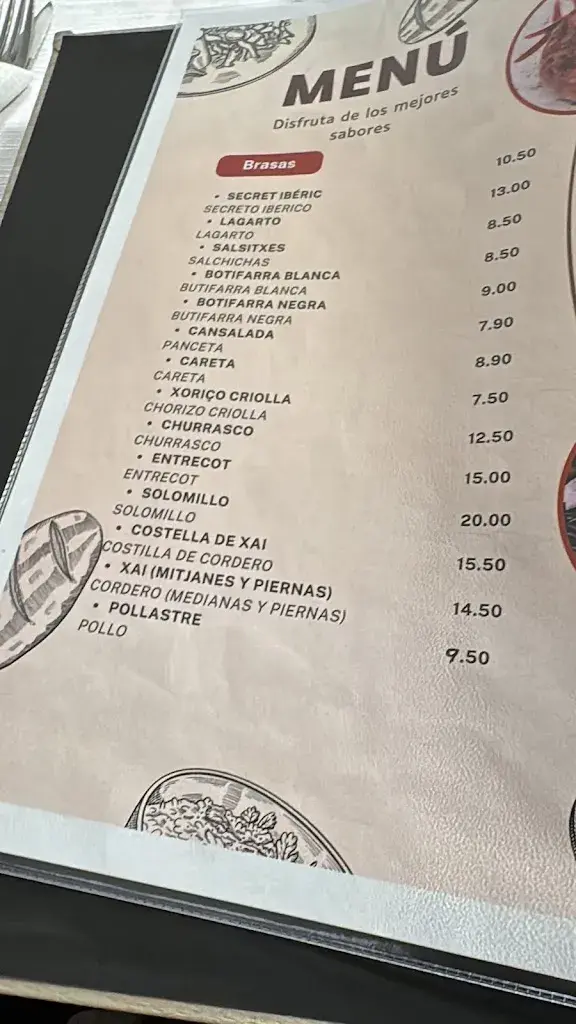 MENÚ
Disfruta de los mejores
sabores
Brasas
• SECRET IBÉRIC
SECRETO IBERICO
• LAGARTO
LAGARTO
• SALSITXES
SALCHICHAS
• BOTIFARRA BLANCA
BUTIFARRA BLANCA
• BOTIFARRA NEGRA
BUTIFARRA NEGRA
• CANSALADA
PANCETA
• CARETA
CARETA
• XORIÇO CRIOLLA
CHORIZO CRIOLLA
• CHURRASCO
CHURRASCO
• ENTRECOT
ENTRECOT
• SOLOMILLO
SOLOMILLO
• COSTELLA DE XAI
COSTILLA DE CORDERO
• XAI (MITJANES Y PIERNAS)
CORDERO (MEDIANAS Y PIERNAS)
• POLLASTRE
POLLO
10.50
13.00
8.50
8.50
9.00
7.90
8.90
7.50
12.50
15.00
20.00
15.50
14.50
9.50